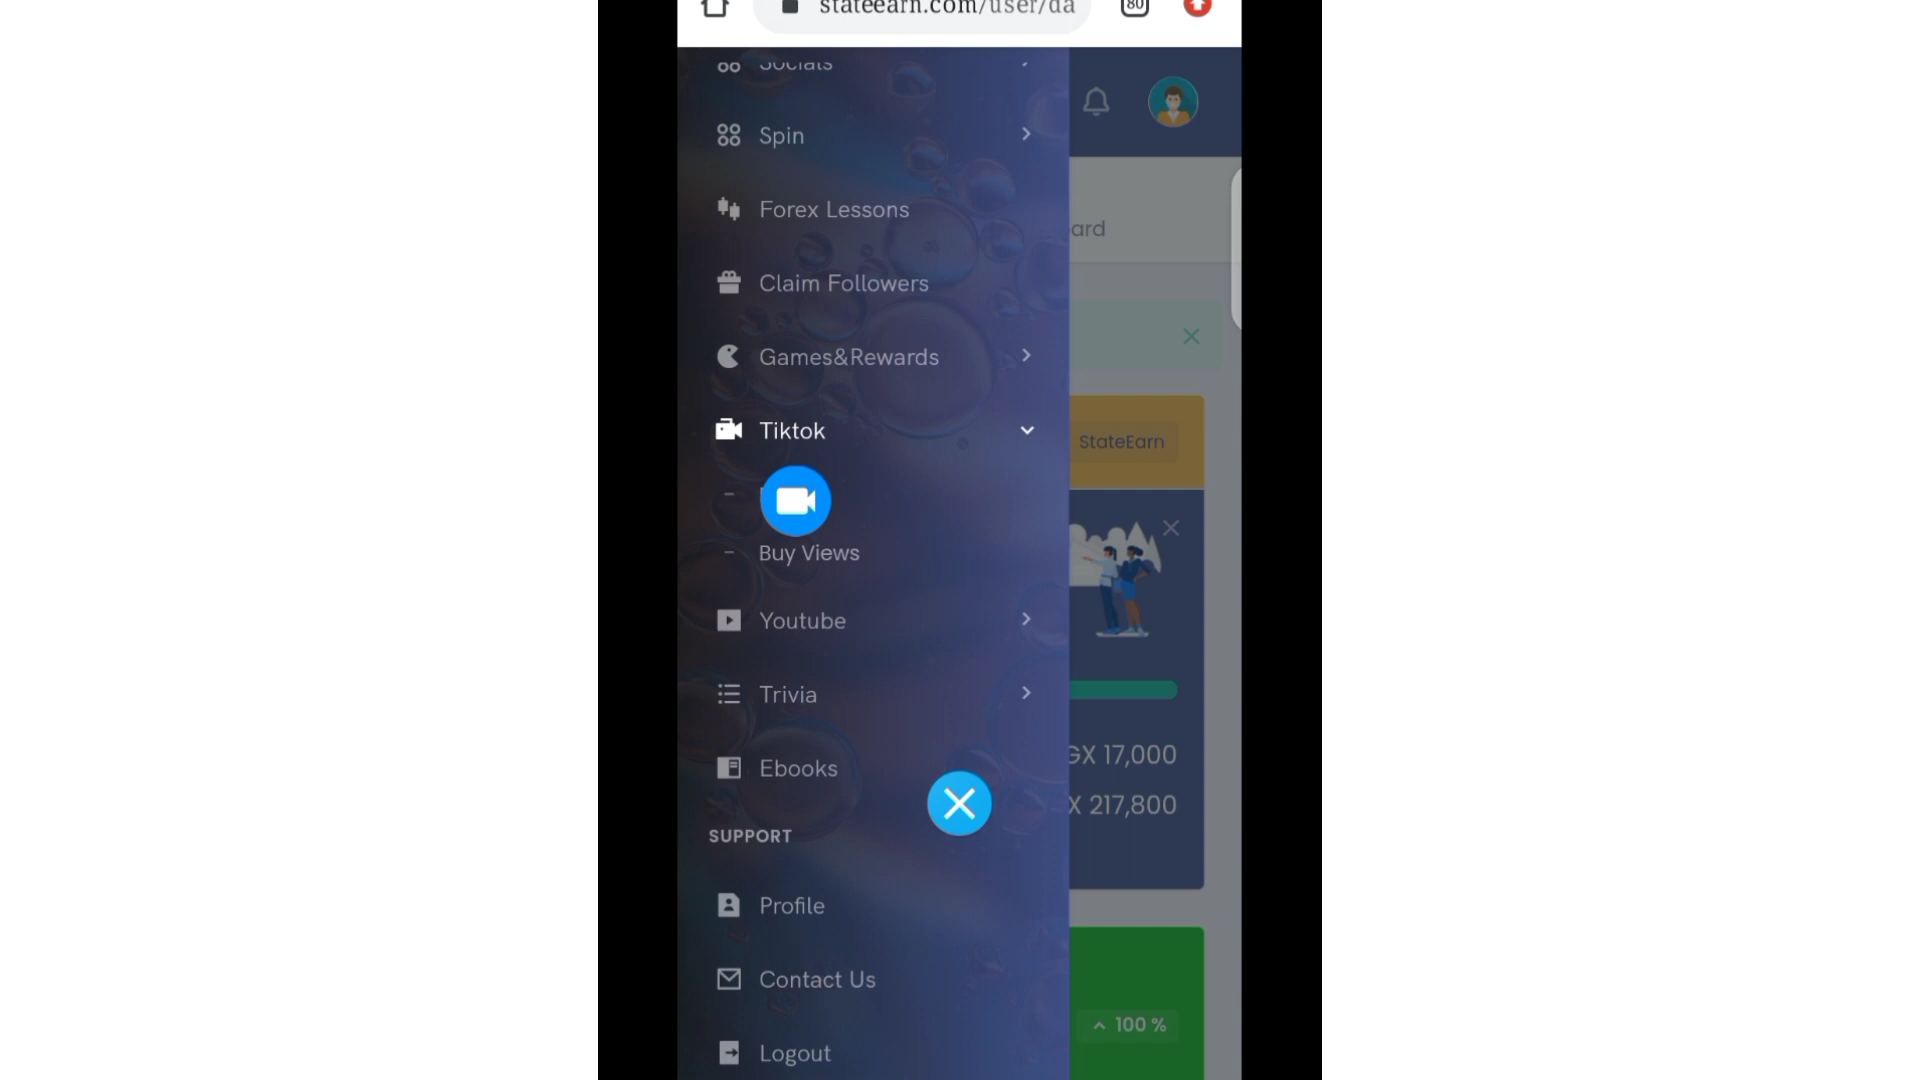 stateearn.com/user/da
80
Socials
Spin
Forex Lessons
ard
Claim Followers
Games&Rewards
Tiktok
StateEarn
Buy Views
Youtube
Trivia
GX 17,000
Ebooks
X 217,800
SUPPORT
Profile
Contact Us
100 %
Logout